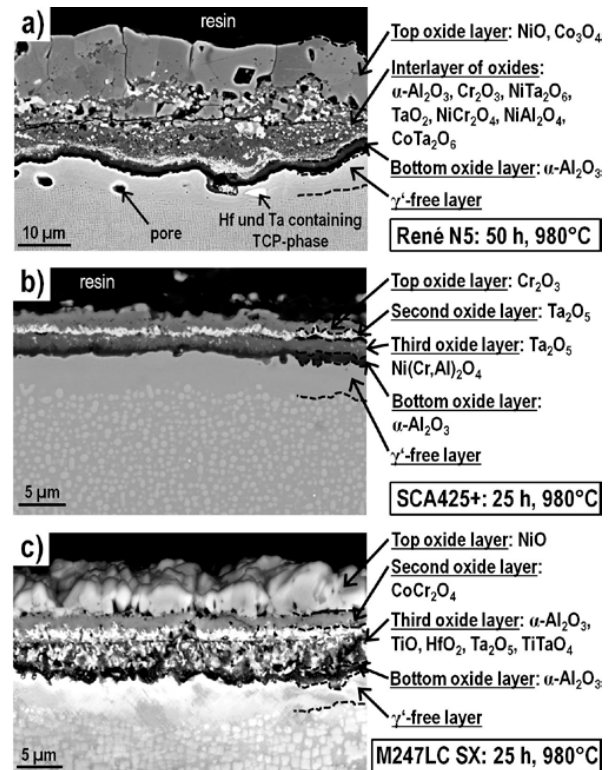 a)
resin
Top oxide layer: NiO, Co₃O₄
Interlayer of oxides:
α-Al₂O₃, Cr₂O₃, NiTa₂O₆,
TaO₂, NiCr₂O₄, NiAl₂O₄,
CoTa₂O₆
Bottom oxide layer: α-Al₂O₃
γ‘-free layer
10 µm
pore
Hf und Ta containing
TCP-phase
René N5: 50 h, 980°C
b)
resin
Top oxide layer: Cr₂O₃
Second oxide layer: Ta₂O₅
Third oxide layer: Ta₂O₅
Ni(Cr,Al)₂O₄
Bottom oxide layer:
α-Al₂O₃
γ‘-free layer
5 µm
SCA425+: 25 h, 980°C
c)
Top oxide layer: NiO
Second oxide layer:
CoCr₂O₄
Third oxide layer: α-Al₂O₃,
TiO, HfO₂, Ta₂O₅, TiTaO₄
Bottom oxide layer: α-Al₂O₃
γ‘-free layer
5 µm
M247LC SX: 25 h, 980°C